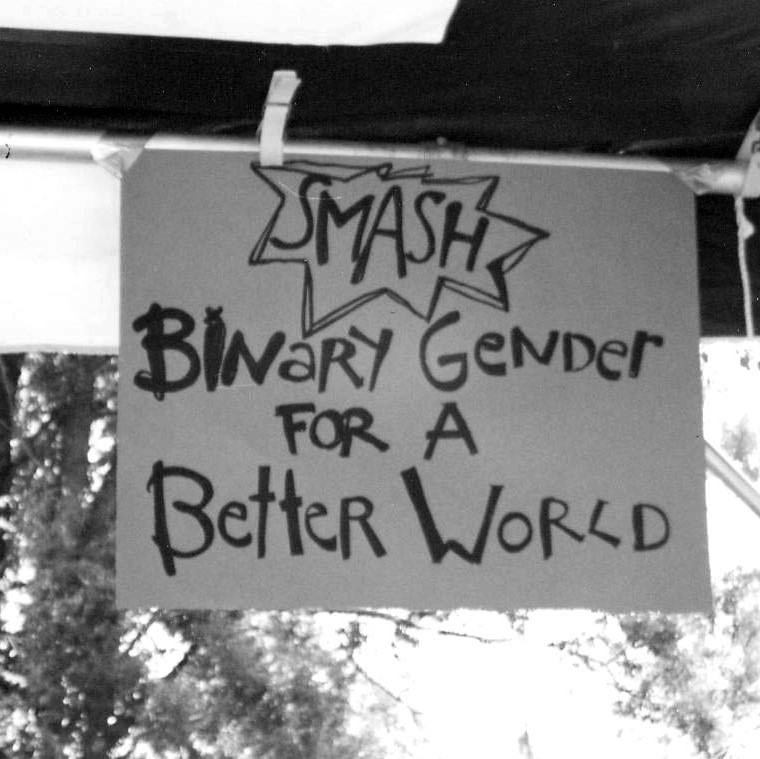 SMASH
BINARY GENDER
FOR A
BETTER WORLD